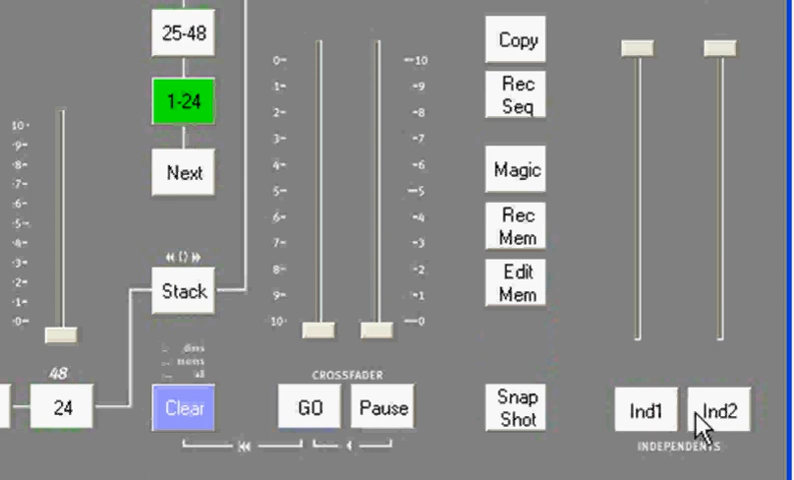 25-48
1-24
Next
Stack
Clear
48
24
10
9
8
7
6
5
4
3
2
1
0
dims
mems
all
0
1
2
3
4
5
6
7
8
9
10
10
9
8
7
6
5
4
3
2
1
0
CROSSFADER
GO
Pause
Copy
Rec
Seq
Magic
Rec
Mem
Edit
Mem
Snap
Shot
Ind1
Ind2
INDEPENDENTS